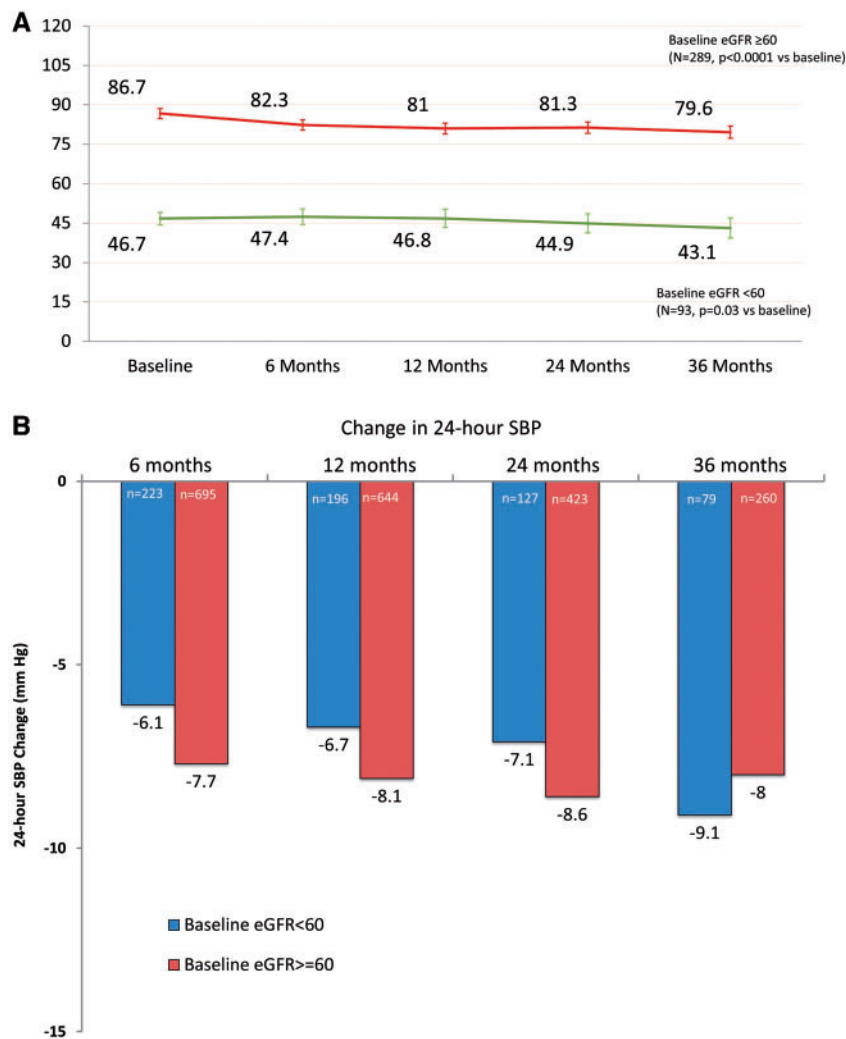 A
120
105
90
75
60
45
30
15
0
Baseline eGFR ≥60
(N=289, p<0.0001 vs baseline)
86.7
82.3
81
81.3
79.6
46.7
47.4
46.8
44.9
43.1
Baseline eGFR <60
(N=93, p=0.03 vs baseline)
Baseline
6 Months
12 Months
24 Months
36 Months
B
Change in 24-hour SBP
6 months
12 months
24 months
36 months
0
-5
-10
-15
24-hour SBP Change (mm Hg)
n=223
n=695
n=196
n=644
n=127
n=423
n=79
n=260
-6.1
-7.7
-6.7
-8.1
-7.1
-8.6
-9.1
-8
Baseline eGFR<60
Baseline eGFR>=60